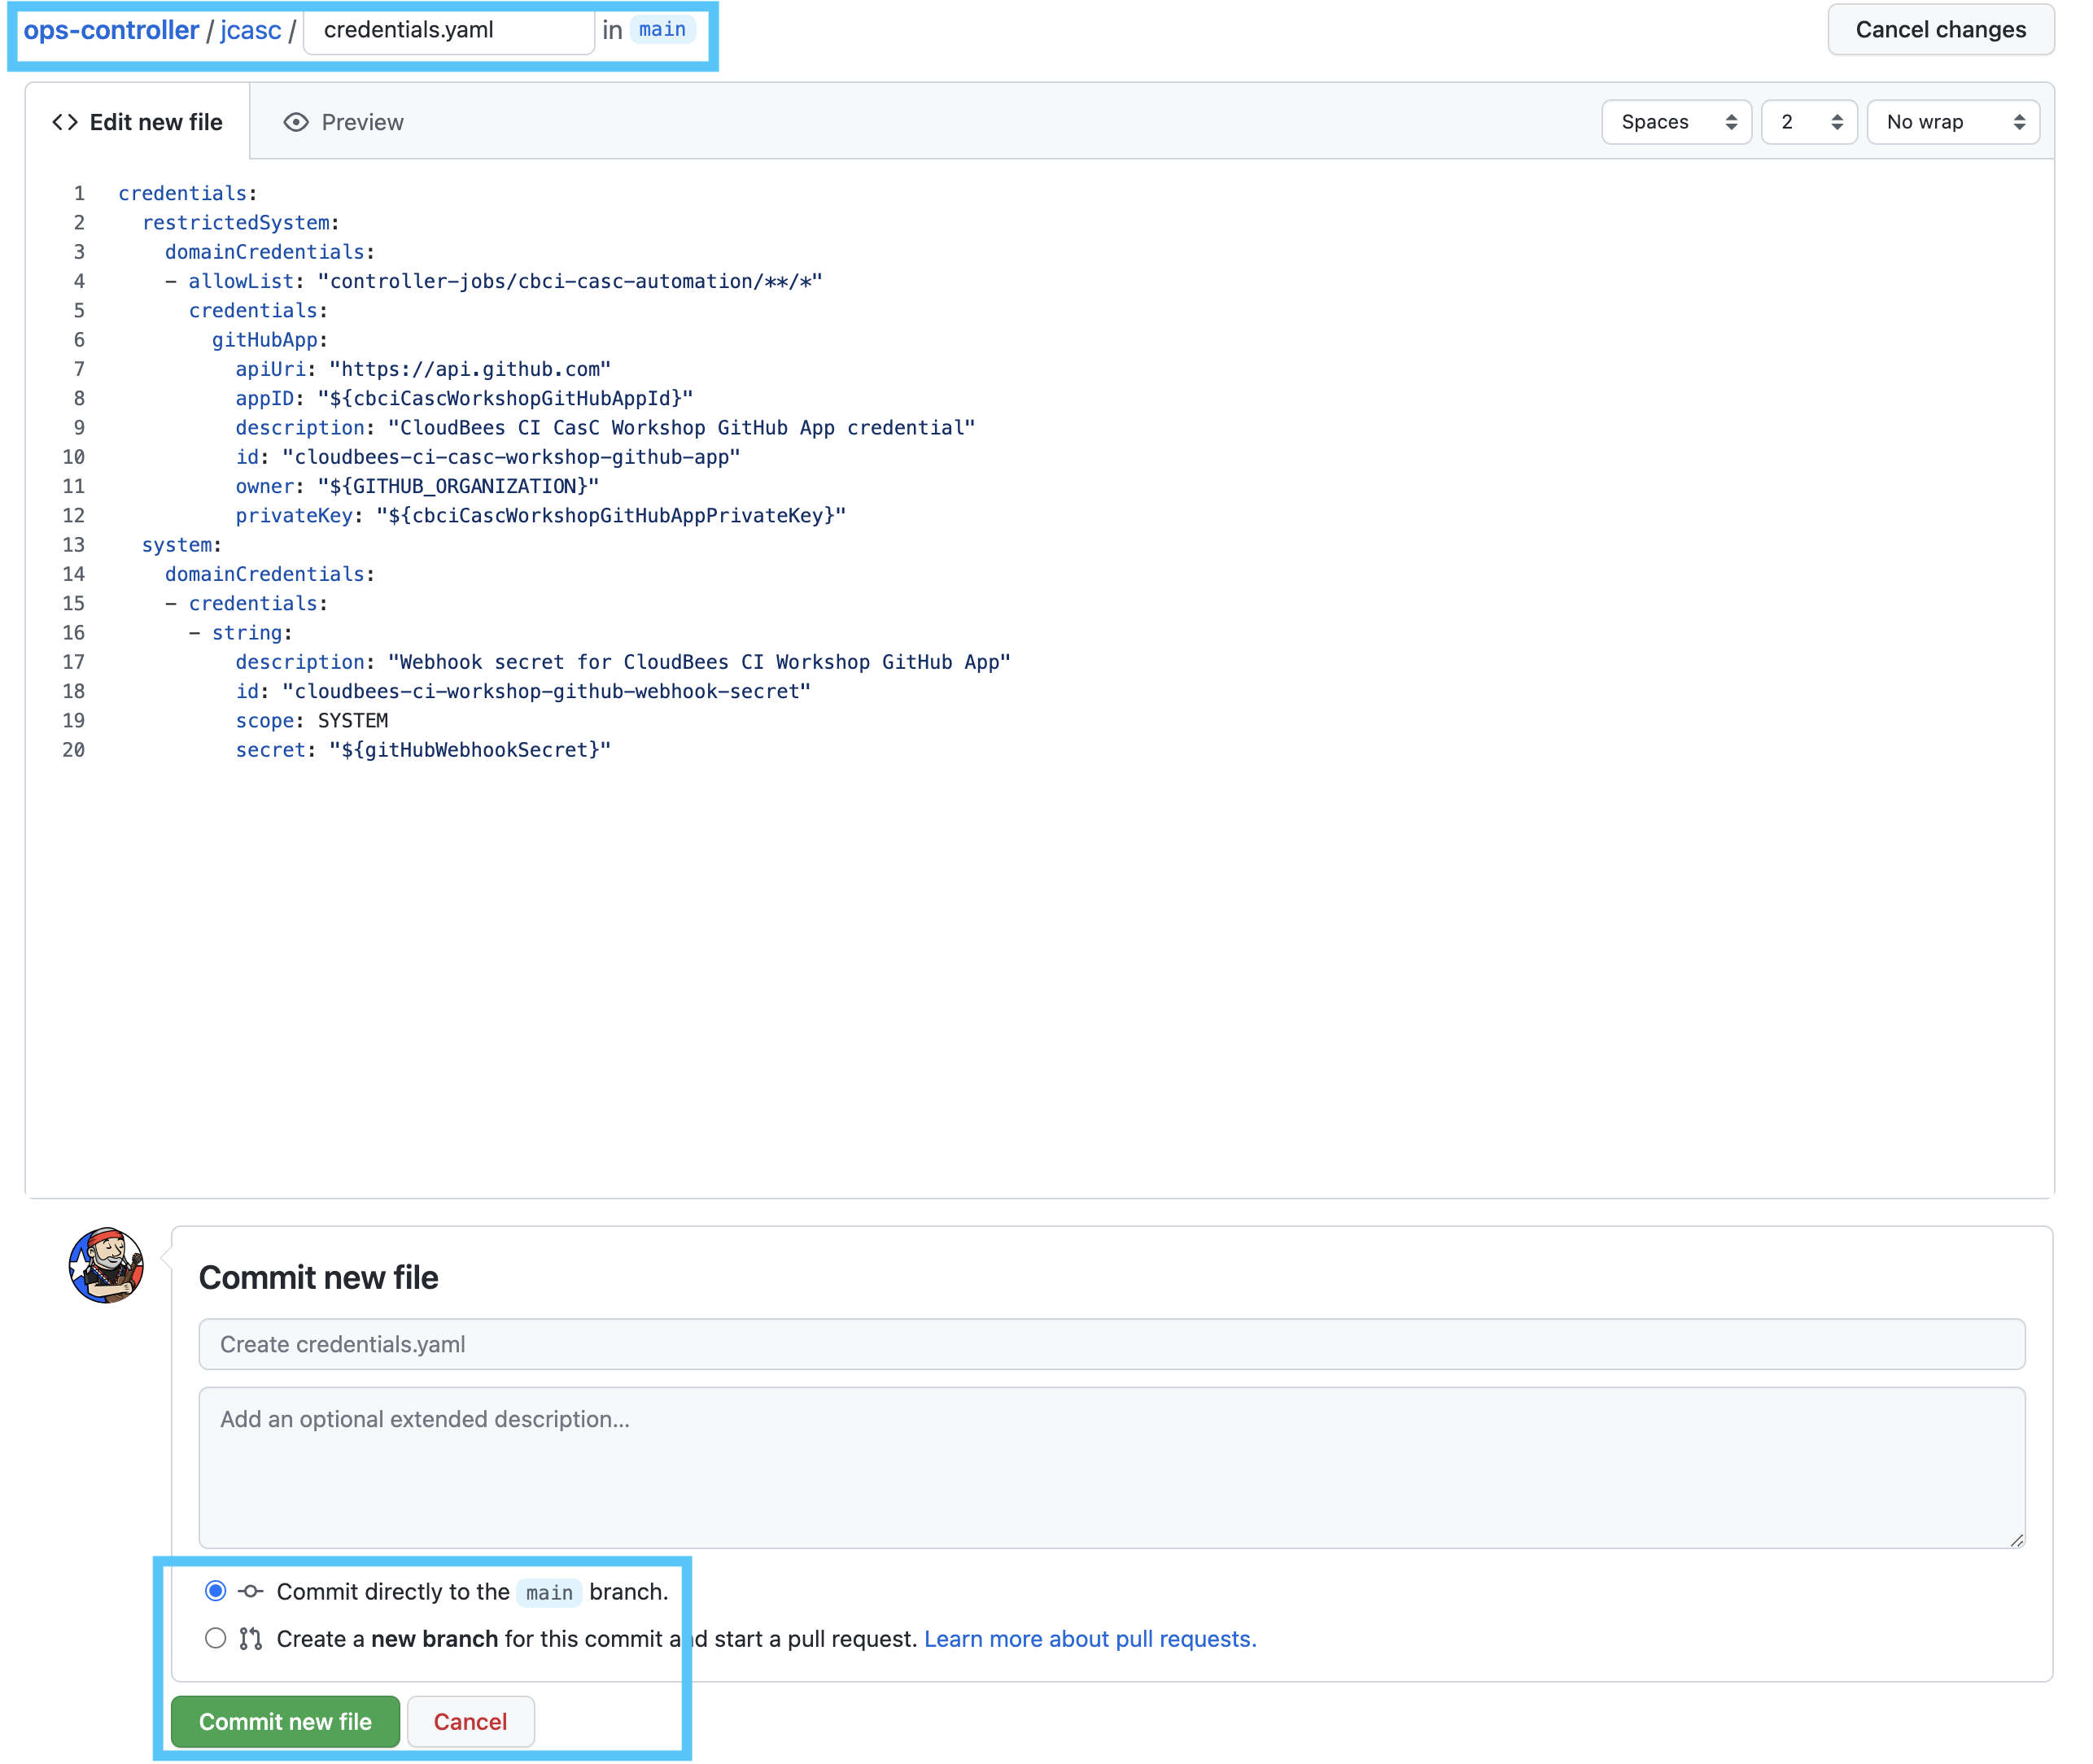 ops-controller / jcasc / credentials.yaml in main
Cancel changes
<> Edit new file
Preview
Spaces
2
No wrap
1 credentials:
2   restrictedSystem:
3     domainCredentials:
4     - allowList: "controller-jobs/cbci-casc-automation/**/*"
5       credentials:
6         gitHubApp:
7           apiUri: "https://api.github.com"
8           appID: "${cbciCascWorkshopGitHubAppId}"
9           description: "CloudBees CI CasC Workshop GitHub App credential"
10           id: "cloudbees-ci-casc-workshop-github-app"
11           owner: "${GITHUB_ORGANIZATION}"
12           privateKey: "${cbciCascWorkshopGitHubAppPrivateKey}"
13   system:
14     domainCredentials:
15     - credentials:
16       - string:
17           description: "Webhook secret for CloudBees CI Workshop GitHub App"
18           id: "cloudbees-ci-workshop-github-webhook-secret"
19           scope: SYSTEM
20           secret: "${gitHubWebhookSecret}"
Commit new file
Create credentials.yaml
Add an optional extended description...
Commit directly to the main branch.
Create a new branch for this commit and start a pull request. Learn more about pull requests.
Commit new file
Cancel